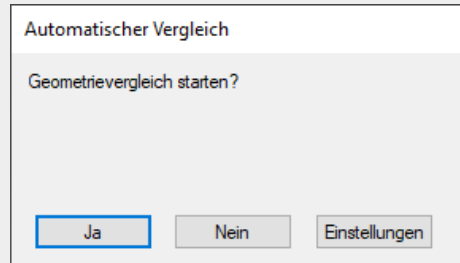 Automatischer Vergleich
Geometrievergleich starten?
Ja Nein Einstellungen